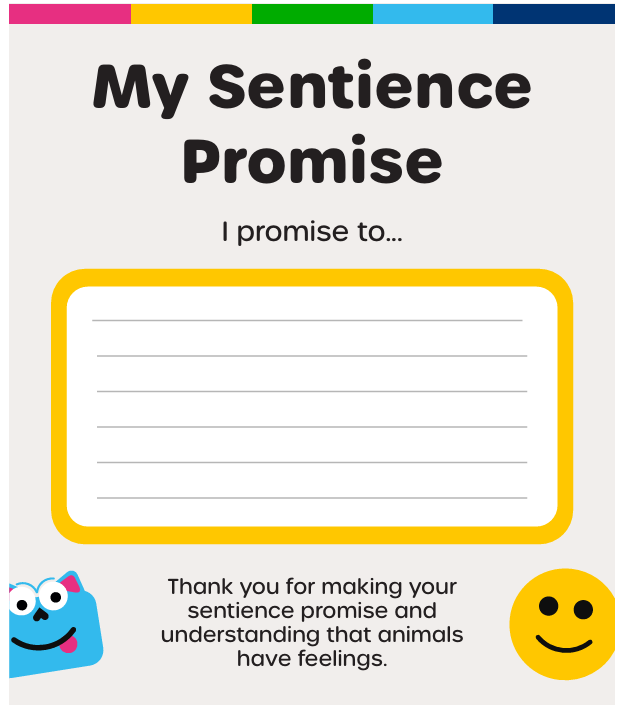 My Sentience
Promise
I promise to...
Thank you for making your
sentience promise and
understanding that animals
have feelings.